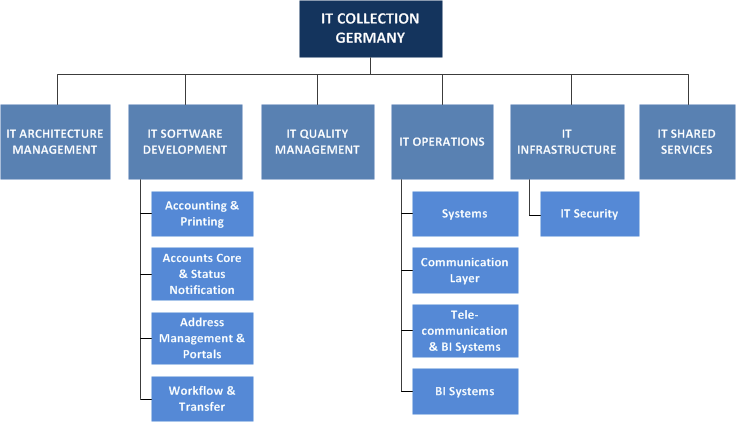 IT COLLECTION
GERMANY
IT ARCHITECTURE
MANAGEMENT
IT SOFTWARE
DEVELOPMENT
IT QUALITY
MANAGEMENT
IT OPERATIONS
IT
INFRASTRUCTURE
IT SHARED
SERVICES
Accounting &
Printing
Accounts Core
& Status
Notification
Address
Management &
Portals
Workflow &
Transfer
Systems
Communication
Layer
Tele-
communication
& BI Systems
BI Systems
IT Security